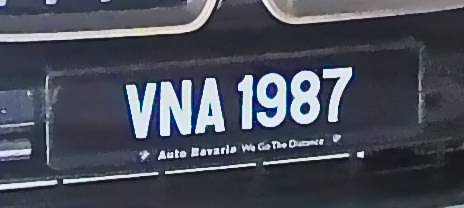 VNA 1987
Auto Bavaria We Go The Distance